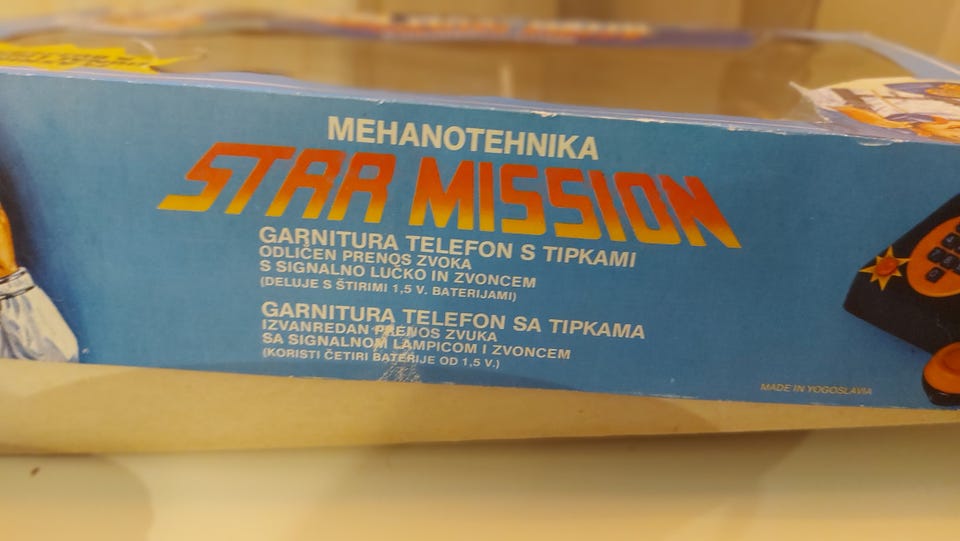 MEHANOTEHNIKA
STAR MISSION
GARNITURA TELEFON S TIPKAMI
ODLIČEN PRENOS ZVOKA
S SIGNALNO LUČKO IN ZVONCEM
(DELUJE S ŠTIRIMI 1,5 V. BATERIJAMI)
GARNITURA TELEFON SA TIPKAMA
IZVANREDAN PRENOS ZVUKA
SA SIGNALNOM LAMPICOM I ZVONCEM
(KORISTI ČETIRI BATERIJE OD 1,5 V.)
MADE IN YOGOSLAVIA